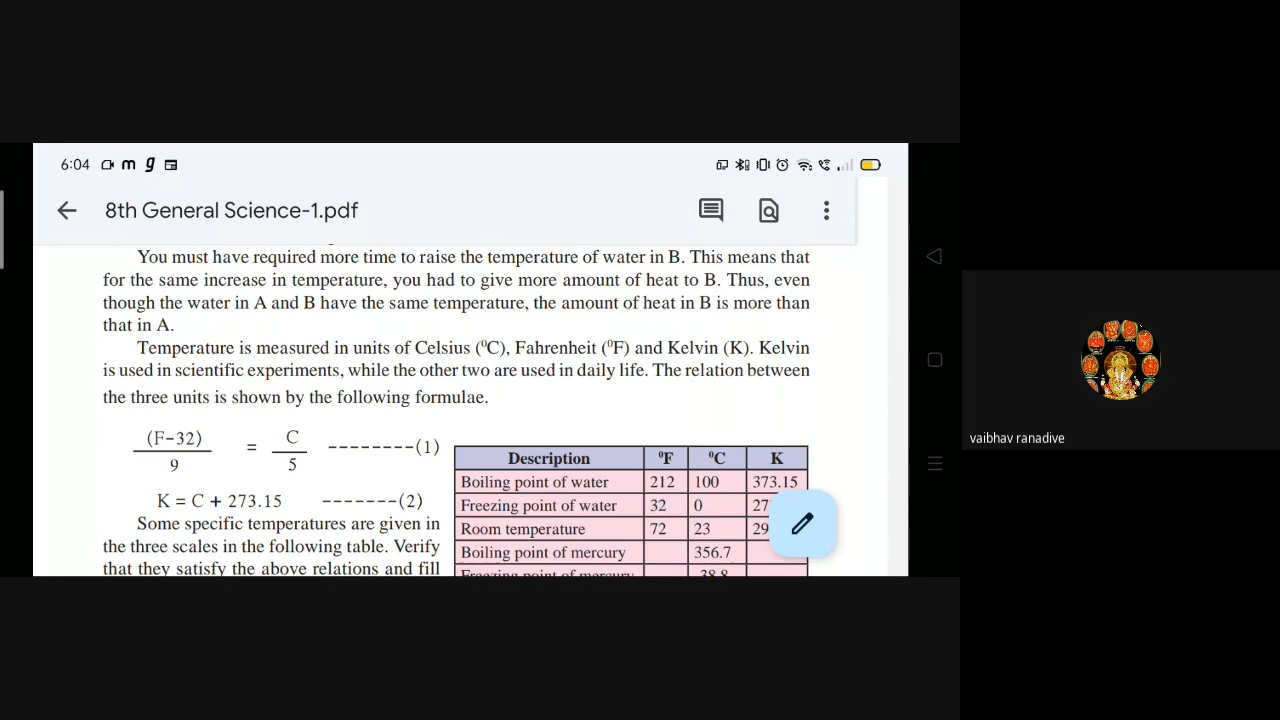 6:04
8th General Science-1.pdf
You must have required more time to raise the temperature of water in B. This means that
for the same increase in temperature, you had to give more amount of heat to B. Thus, even
though the water in A and B have the same temperature, the amount of heat in B is more than
that in A.
Temperature is measured in units of Celsius (⁰C), Fahrenheit (⁰F) and Kelvin (K). Kelvin
is used in scientific experiments, while the other two are used in daily life. The relation between
the three units is shown by the following formulae.
(F-32) = C --------(1)
9 5
K = C + 273.15 -------(2)
Some specific temperatures are given in
the three scales in the following table. Verify
that they satisfy the above relations and fill
Description ⁰F ⁰C K
Boiling point of water 212 100 373.15
Freezing point of water 32 0
Room temperature 72 23
Boiling point of mercury 356.7
Freezing point of mercury
vaibhav ranadive